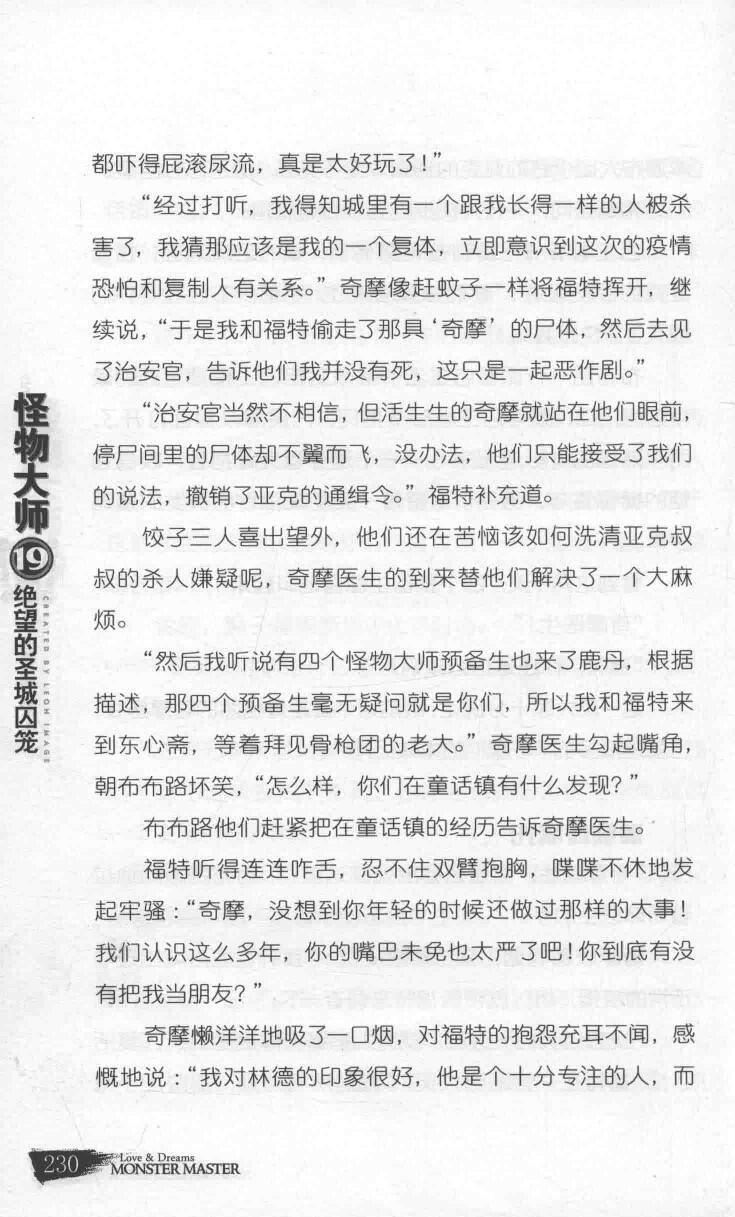 都吓得屁滚尿流，真是太好玩了！”
“经过打听，我得知城里有一个跟我长得一样的人被杀
害了，我猜那应该是我的一个复体，立即意识到这次的疫情
恐怕和复制人有关系。”奇摩像赶蚊子一样将福特挥开，继
续说，“于是我和福特偷走了那具‘奇摩’的尸体，然后去见
了治安官，告诉他们我并没有死，这只是一起恶作剧。”
“治安官当然不相信，但活生生的奇摩就站在他们眼前，
停尸间里的尸体却不翼而飞，没办法，他们只能接受了我们
的说法，撤销了亚克的通缉令。”福特补充道。
饺子三人喜出望外，他们还在苦恼该如何洗清亚克叔
叔的杀人嫌疑呢，奇摩医生的到来替他们解决了一个大麻
烦。
“然后我听说有四个怪物大师预备生也来了鹿丹，根据
描述，那四个预备生毫无疑问就是你们，所以我和福特来
到东心斋，等着拜见骨枪团的老大。”奇摩医生勾起嘴角，
朝布布路坏笑，“怎么样，你们在童话镇有什么发现？”
布布路他们赶紧把在童话镇的经历告诉奇摩医生。
福特听得连连咋舌，忍不住双臂抱胸，喋喋不休地发
起牢骚：“奇摩，没想到你年轻的时候还做过那样的大事！
我们认识这么多年，你的嘴巴未免也太严了吧！你到底有没
有把我当朋友？”
奇摩懒洋洋地吸了一口烟，对福特的抱怨充耳不闻，感
慨地说：“我对林德的印象很好，他是个十分专注的人，而
怪物大师
19
绝望的圣城囚笼
CREATED BY LEON IMAGE
230
Love & Dreams
MONSTER MASTER